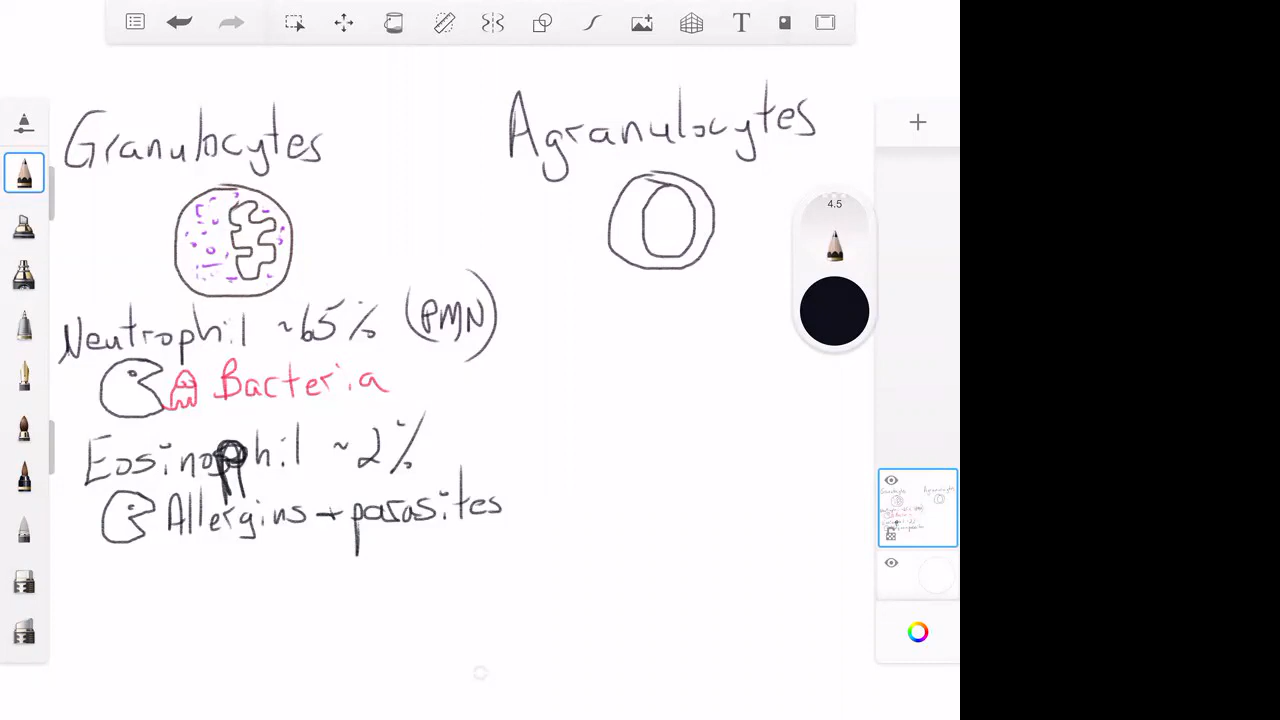 Granulocytes
Agranulocytes
Neutrophil ~65% (PMN)
Bacteria
Eosinophil ~2%
Allergins + parasites
T
4.5